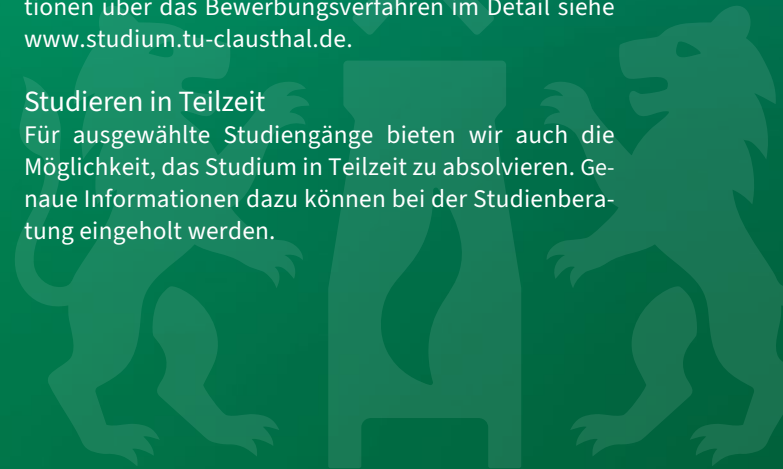 tionen über das Bewerbungsverfahren im Detail siehe
www.studium.tu-clausthal.de.
Studieren in Teilzeit
Für ausgewählte Studiengänge bieten wir auch die
Möglichkeit, das Studium in Teilzeit zu absolvieren. Ge-
naue Informationen dazu können bei der Studienbera-
tung eingeholt werden.